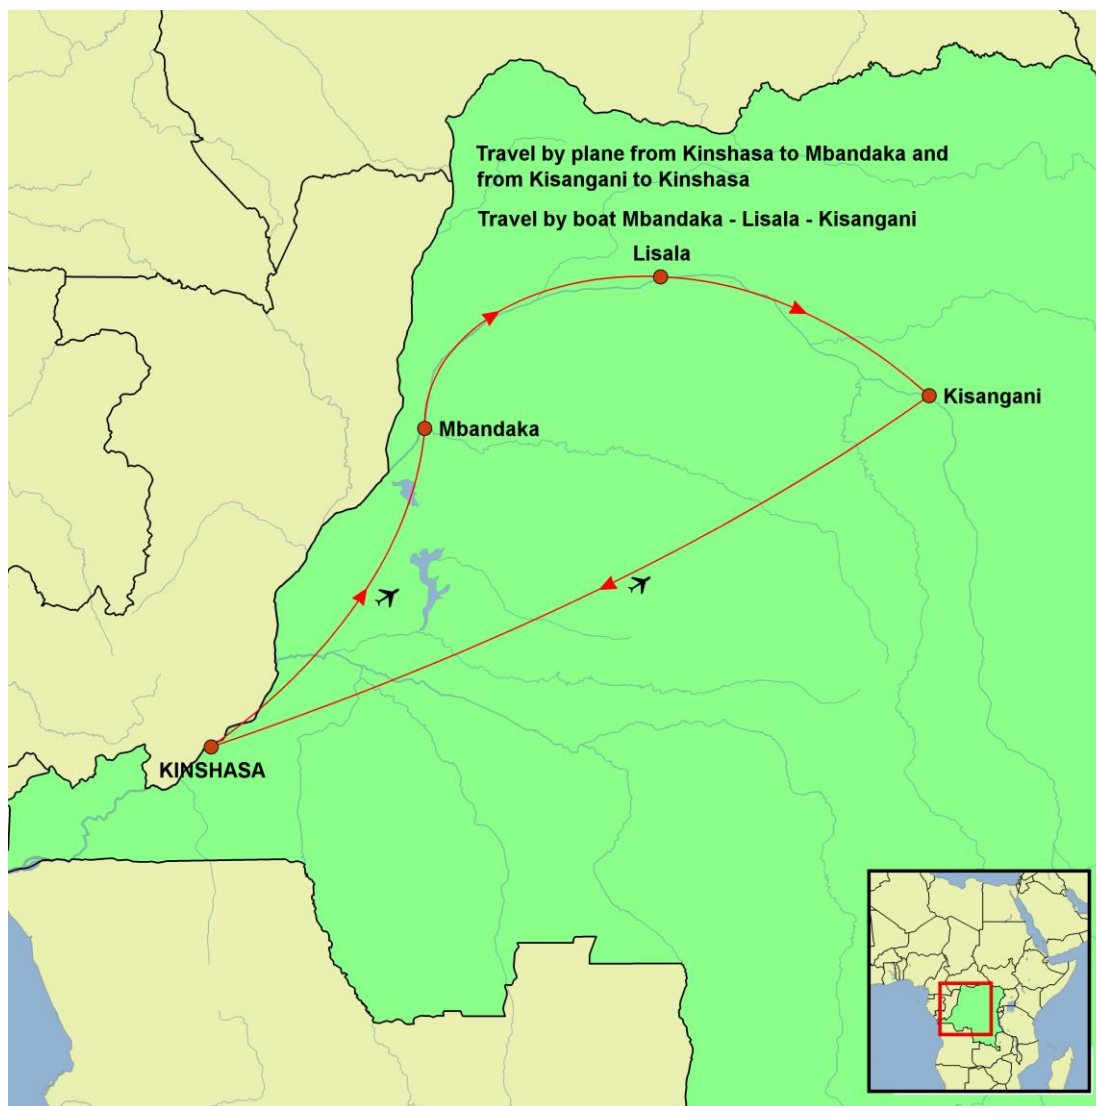 Travel by plane from Kinshasa to Mbandaka and
from Kisangani to Kinshasa
Travel by boat Mbandaka - Lisala - Kisangani
Lisala
Kisangani
Mbandaka
KINSHASA